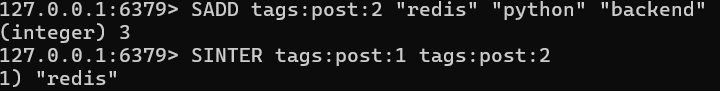 127.0.0.1:6379> SADD tags:post:2 "redis" "python" "backend"
(integer) 3
127.0.0.1:6379> SINTER tags:post:1 tags:post:2
1) "redis"